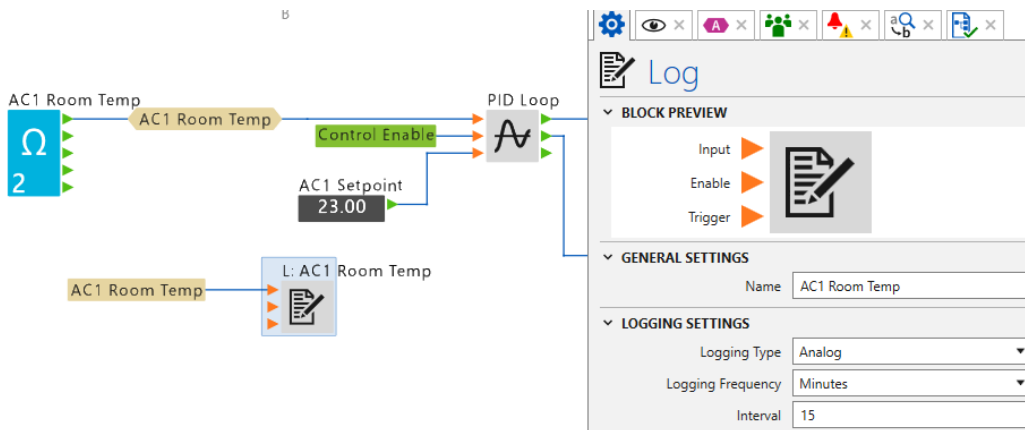 B
AC1 Room Temp
Ω
2
AC1 Room Temp
Control Enable
AC1 Setpoint
23.00
PID Loop
AC1 Room Temp
L: AC1 Room Temp
A
a
b
Log
BLOCK PREVIEW
Input
Enable
Trigger
GENERAL SETTINGS
Name AC1 Room Temp
LOGGING SETTINGS
Logging Type Analog
Logging Frequency Minutes
Interval 15